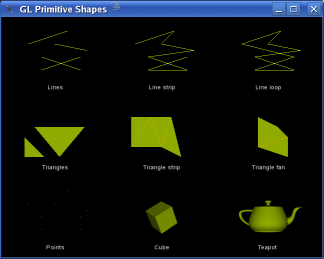 GL Primitive Shapes
Lines
Line strip
Line loop
Triangles
Triangle strip
Triangle fan
Points
Cube
Teapot